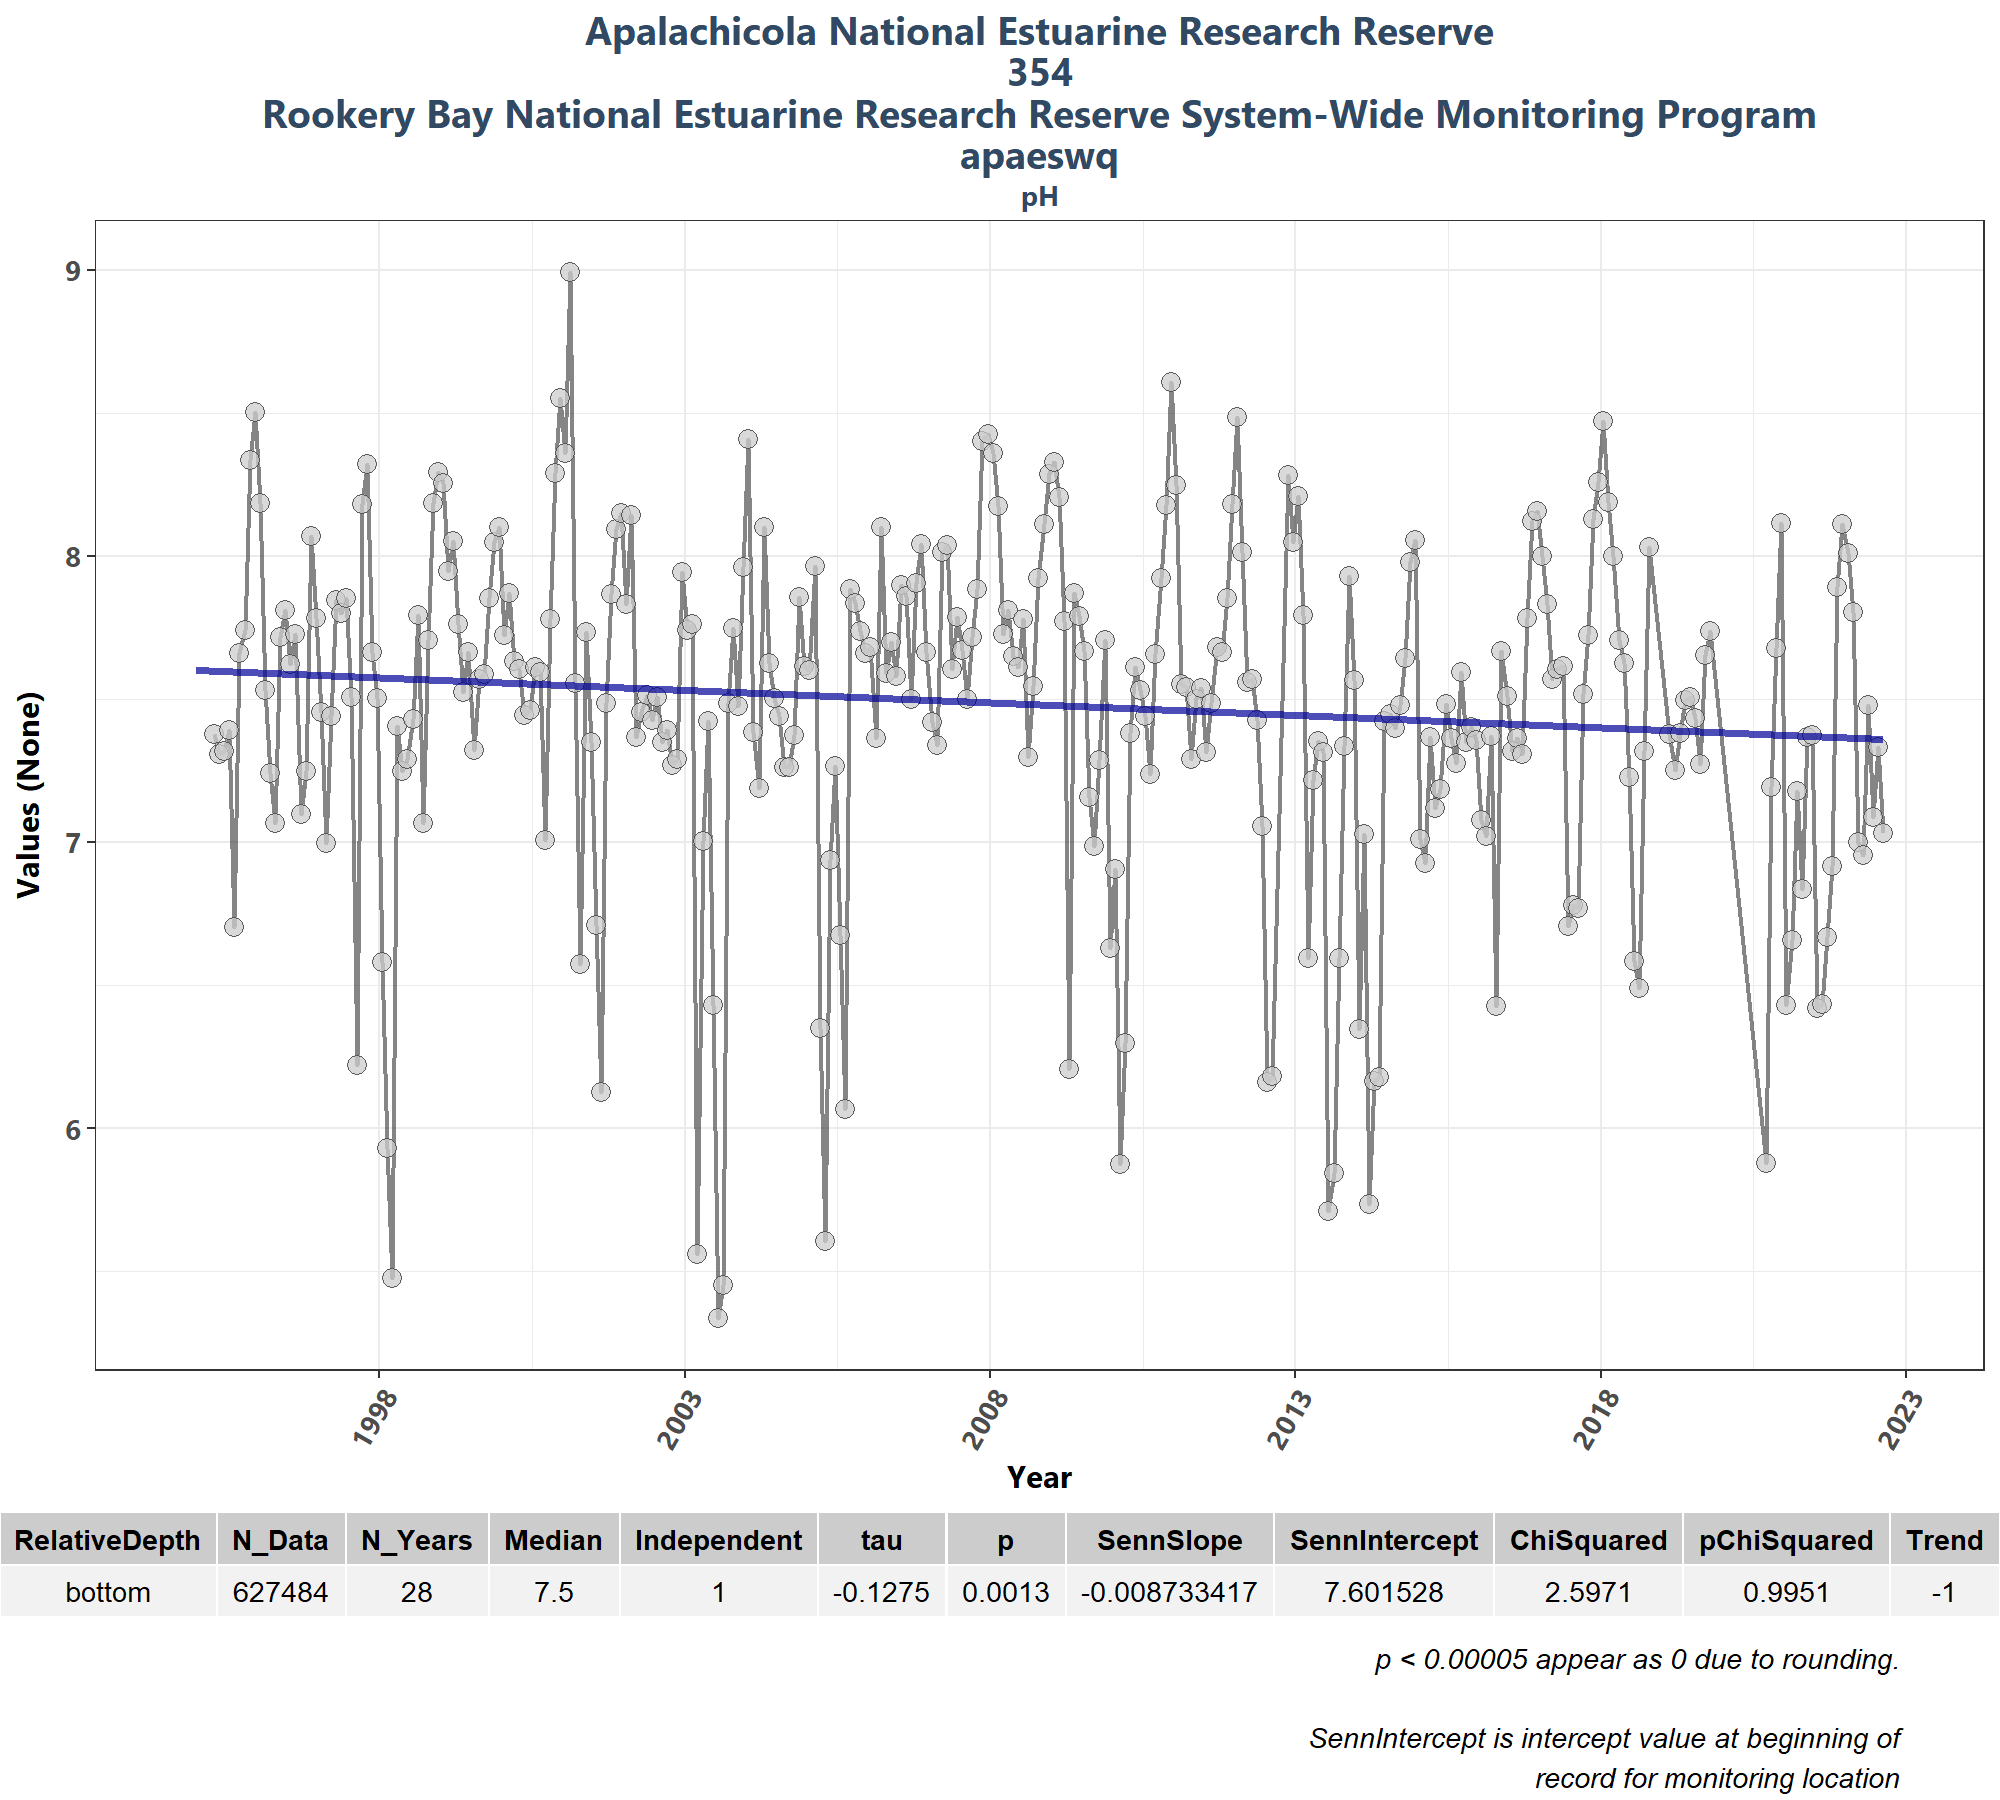 Apalachicola National Estuarine Research Reserve
354
Rookery Bay National Estuarine Research Reserve System-Wide Monitoring Program
apaeswq
pH
9
8
7
6
Values (None)
1998 2003 2008 2013 2018 2023
Year
RelativeDepth N_Data N_Years Median Independent tau p SennSlope SennIntercept ChiSquared pChiSquared Trend
bottom 627484 28 7.5 1 -0.1275 0.0013 -0.008733417 7.601528 2.5971 0.9951 -1
p < 0.00005 appear as 0 due to rounding.
SennIntercept is intercept value at beginning of
record for monitoring location